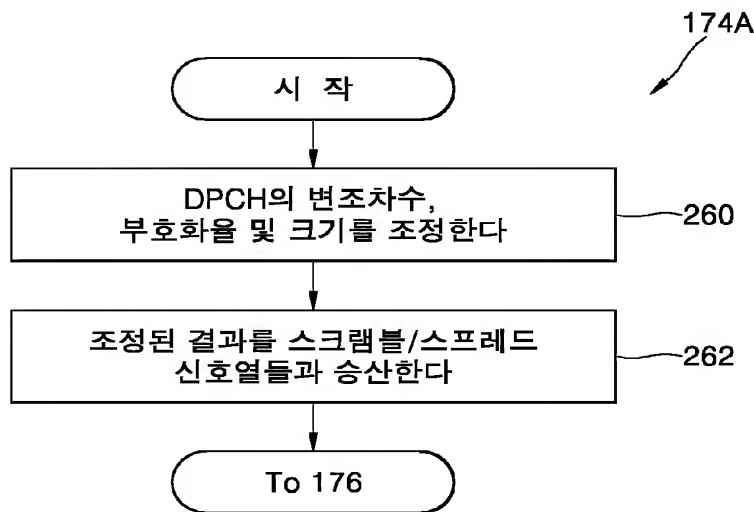 174A
시 작
DPCH의 변조차수,
부호화율 및 크기를 조정한다
260
조정된 결과를 스크램블/스프레드
신호열들과 승산한다
262
To 176